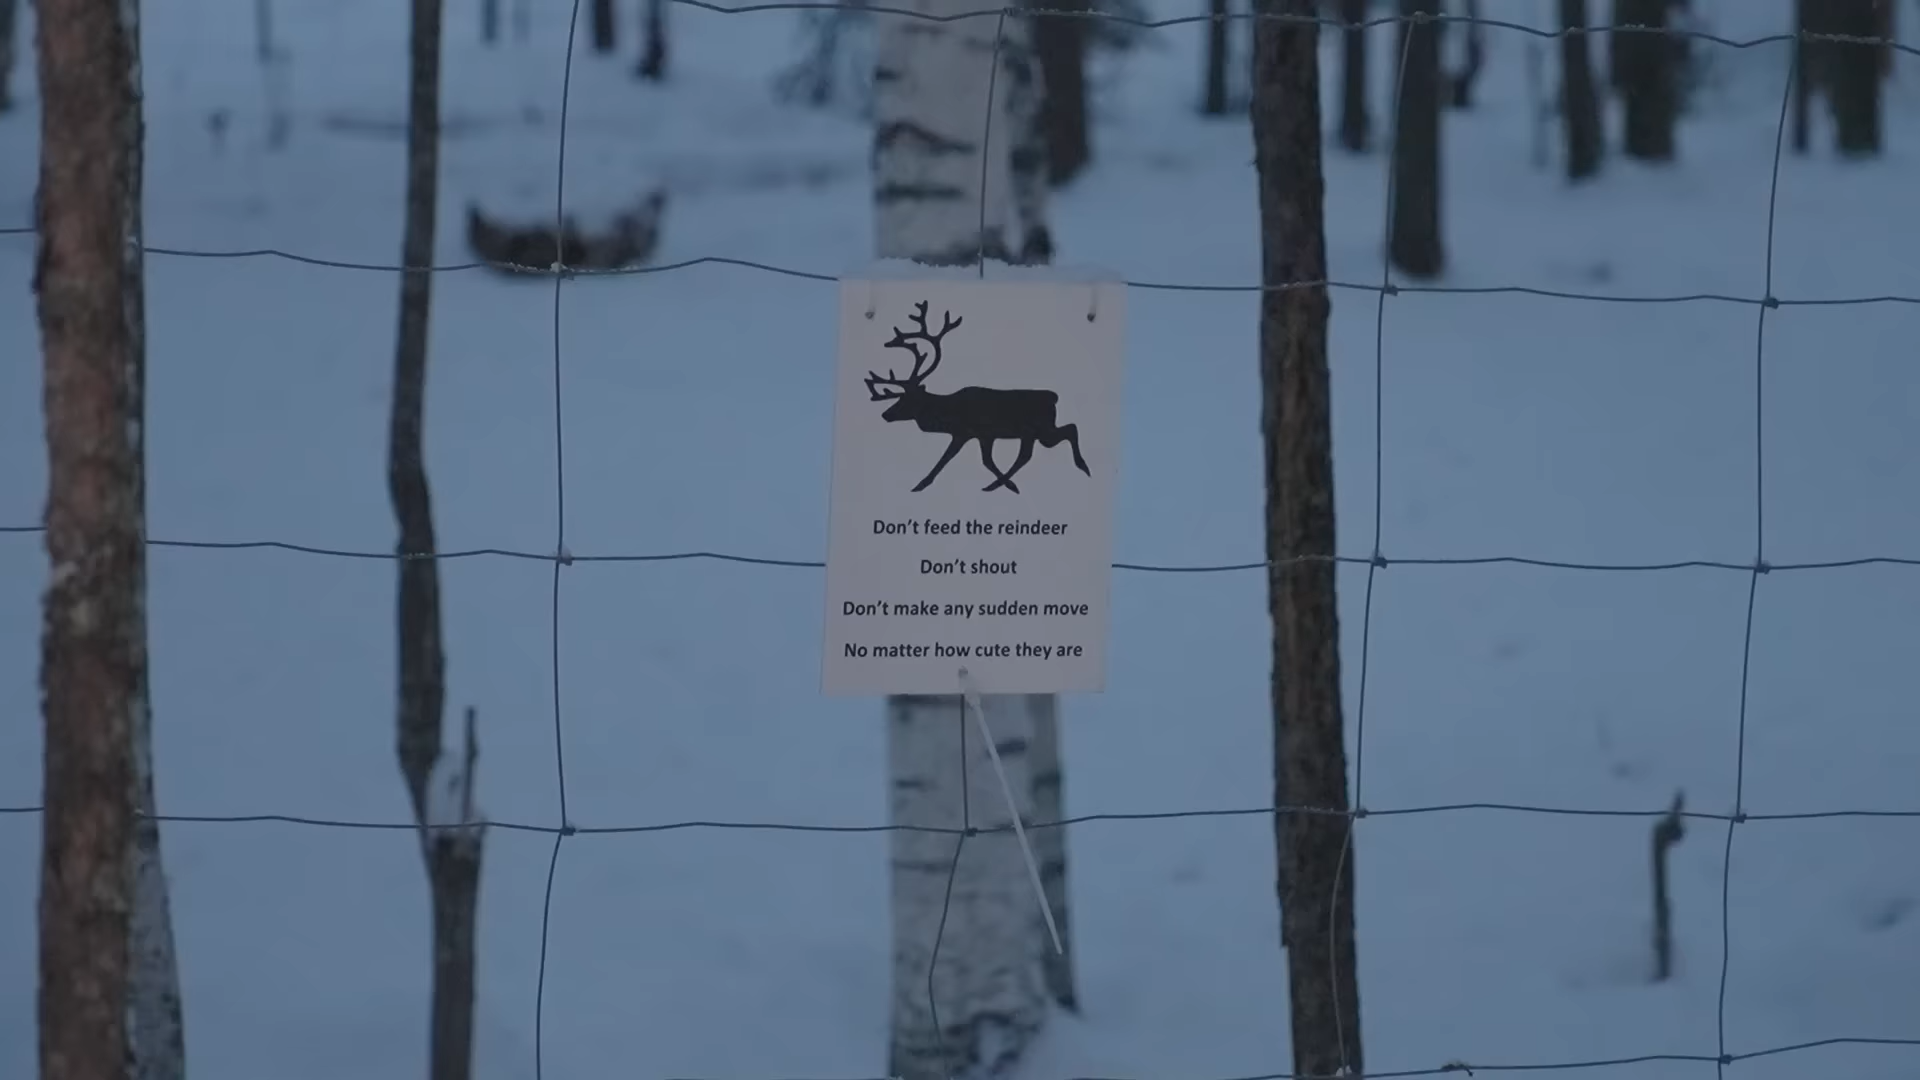 Don't feed the reindeer
Don't shout
Don't make any sudden move
No matter how cute they are